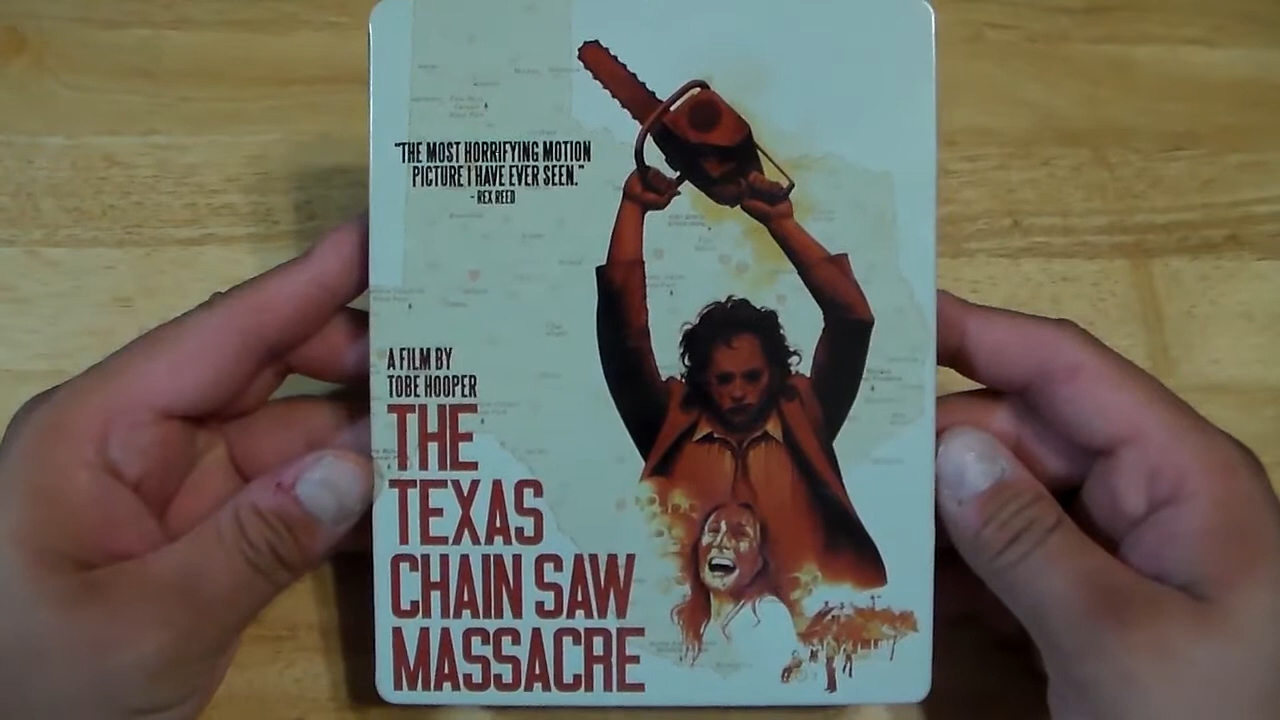 "THE MOST HORRIFYING MOTION
PICTURE I HAVE EVER SEEN."
- REX REED
A FILM BY
TOBE HOOPER
THE
TEXAS
CHAIN SAW
MASSACRE